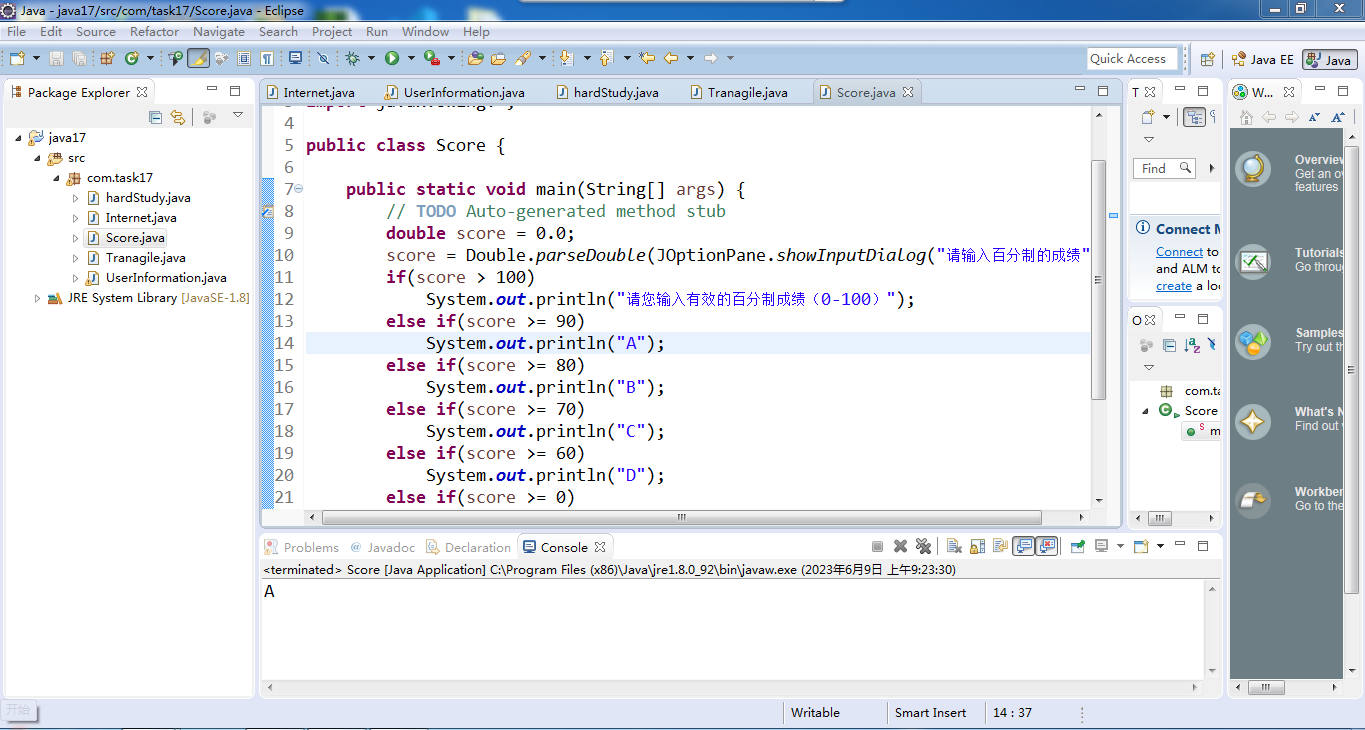 Java - java17/src/com/task17/Score.java - Eclipse
File Edit Source Refactor Navigate Search Project Run Window Help
Quick Access
Java EE
Java
Package Explorer
java17
src
com.task17
hardStudy.java
Internet.java
Score.java
Tranagile.java
UserInformation.java
JRE System Library [JavaSE-1.8]
Internet.java UserInformation.java hardStudy.java Tranagile.java Score.java
4
5 public class Score {
6
7 public static void main(String[] args) {
8 // TODO Auto-generated method stub
9 double score = 0.0;
10 score = Double.parseDouble(JOptionPane.showInputDialog("请输入百分制的成绩"
11 if(score > 100)
12 System.out.println("请您输入有效的百分制成绩（0-100）");
13 else if(score >= 90)
14 System.out.println("A");
15 else if(score >= 80)
16 System.out.println("B");
17 else if(score >= 70)
18 System.out.println("C");
19 else if(score >= 60)
20 System.out.println("D");
21 else if(score >= 0)
T
Find
Connect M
Connect to
and ALM to
create a loc
O
com.ta
Score
m
W...
Overview
Get an ov
features
Tutorials
Go throug
Samples
Try out th
What's N
Find out w
Workben
Go to the
Problems Javadoc Declaration Console
<terminated> Score [Java Application] C:\Program Files (x86)\Java\jre1.8.0_92\bin\javaw.exe (2023年6月9日 上午9:23:30)
A
开始
Writable Smart Insert 14 : 37